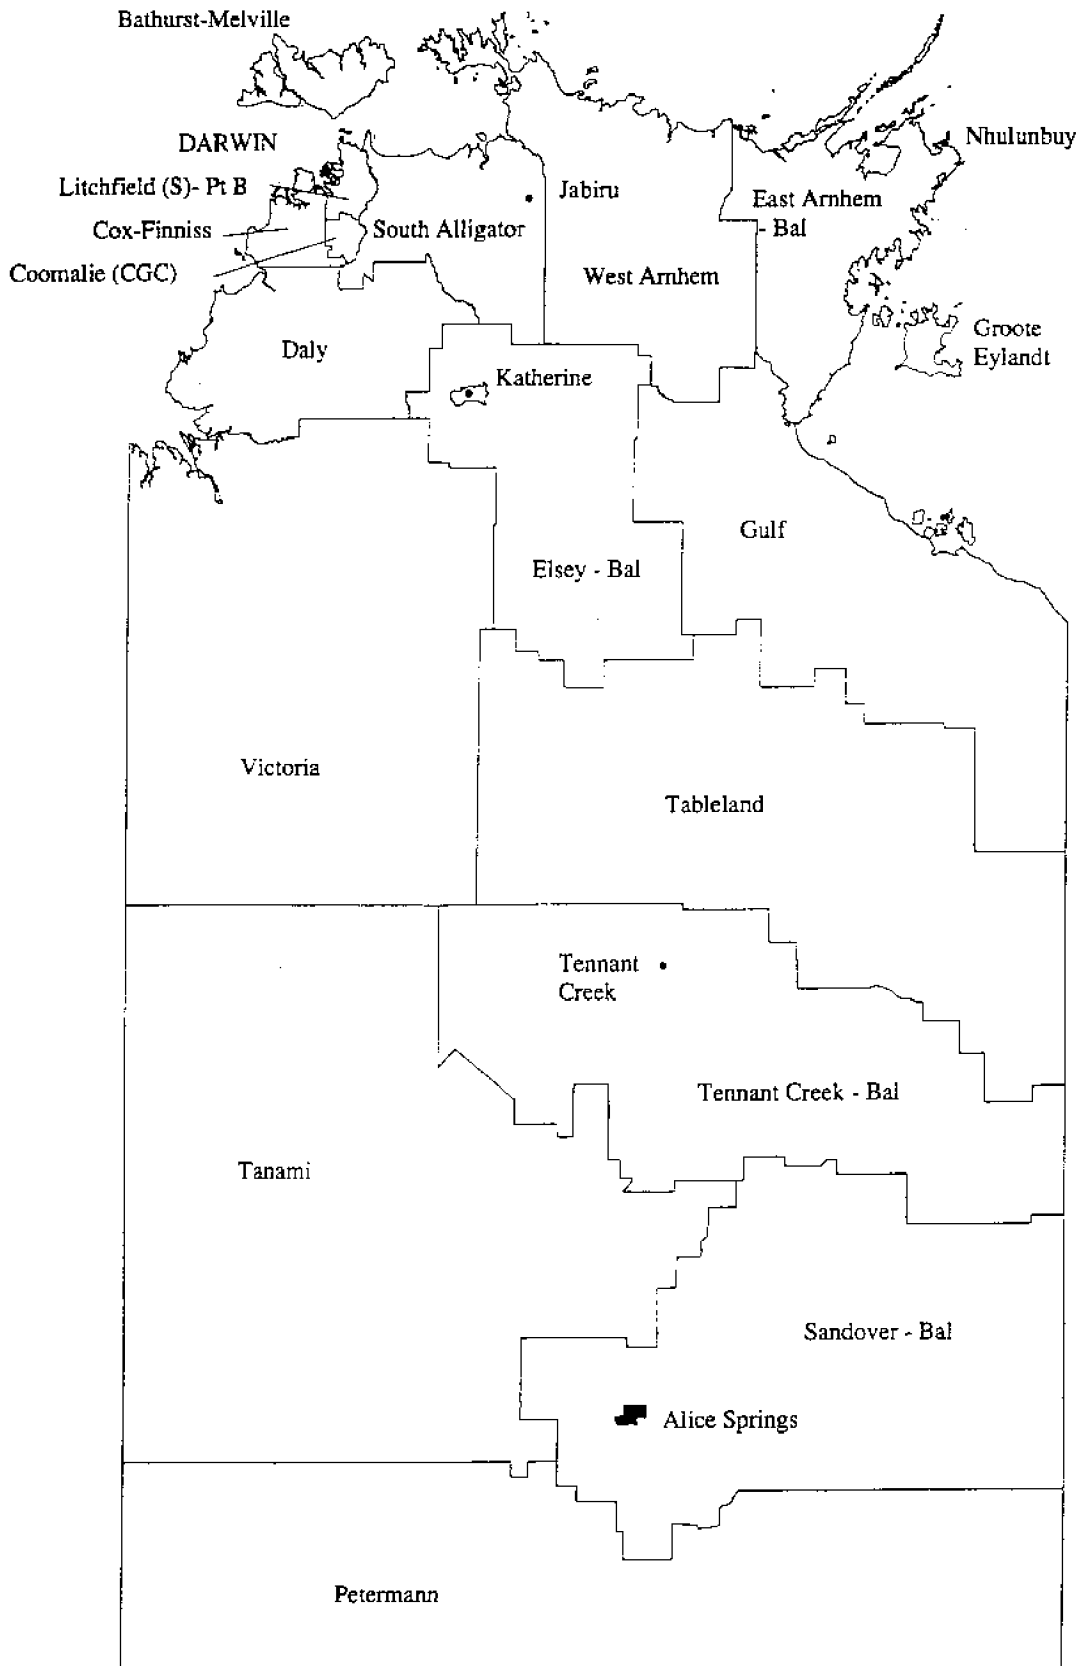 Bathurst-Melville
DARWIN
Nhulunbuy
Litchfield (S)- Pt B
Jabiru
East Arnhem
- Bal
Cox-Finniss
South Alligator
Coomalie (CGC)
West Arnhem
Groote
Eylandt
Daly
Katherine
Gulf
Elsey - Bal
Victoria
Tableland
Tennant
Creek
Tennant Creek - Bal
Tanami
Sandover - Bal
Alice Springs
Petermann